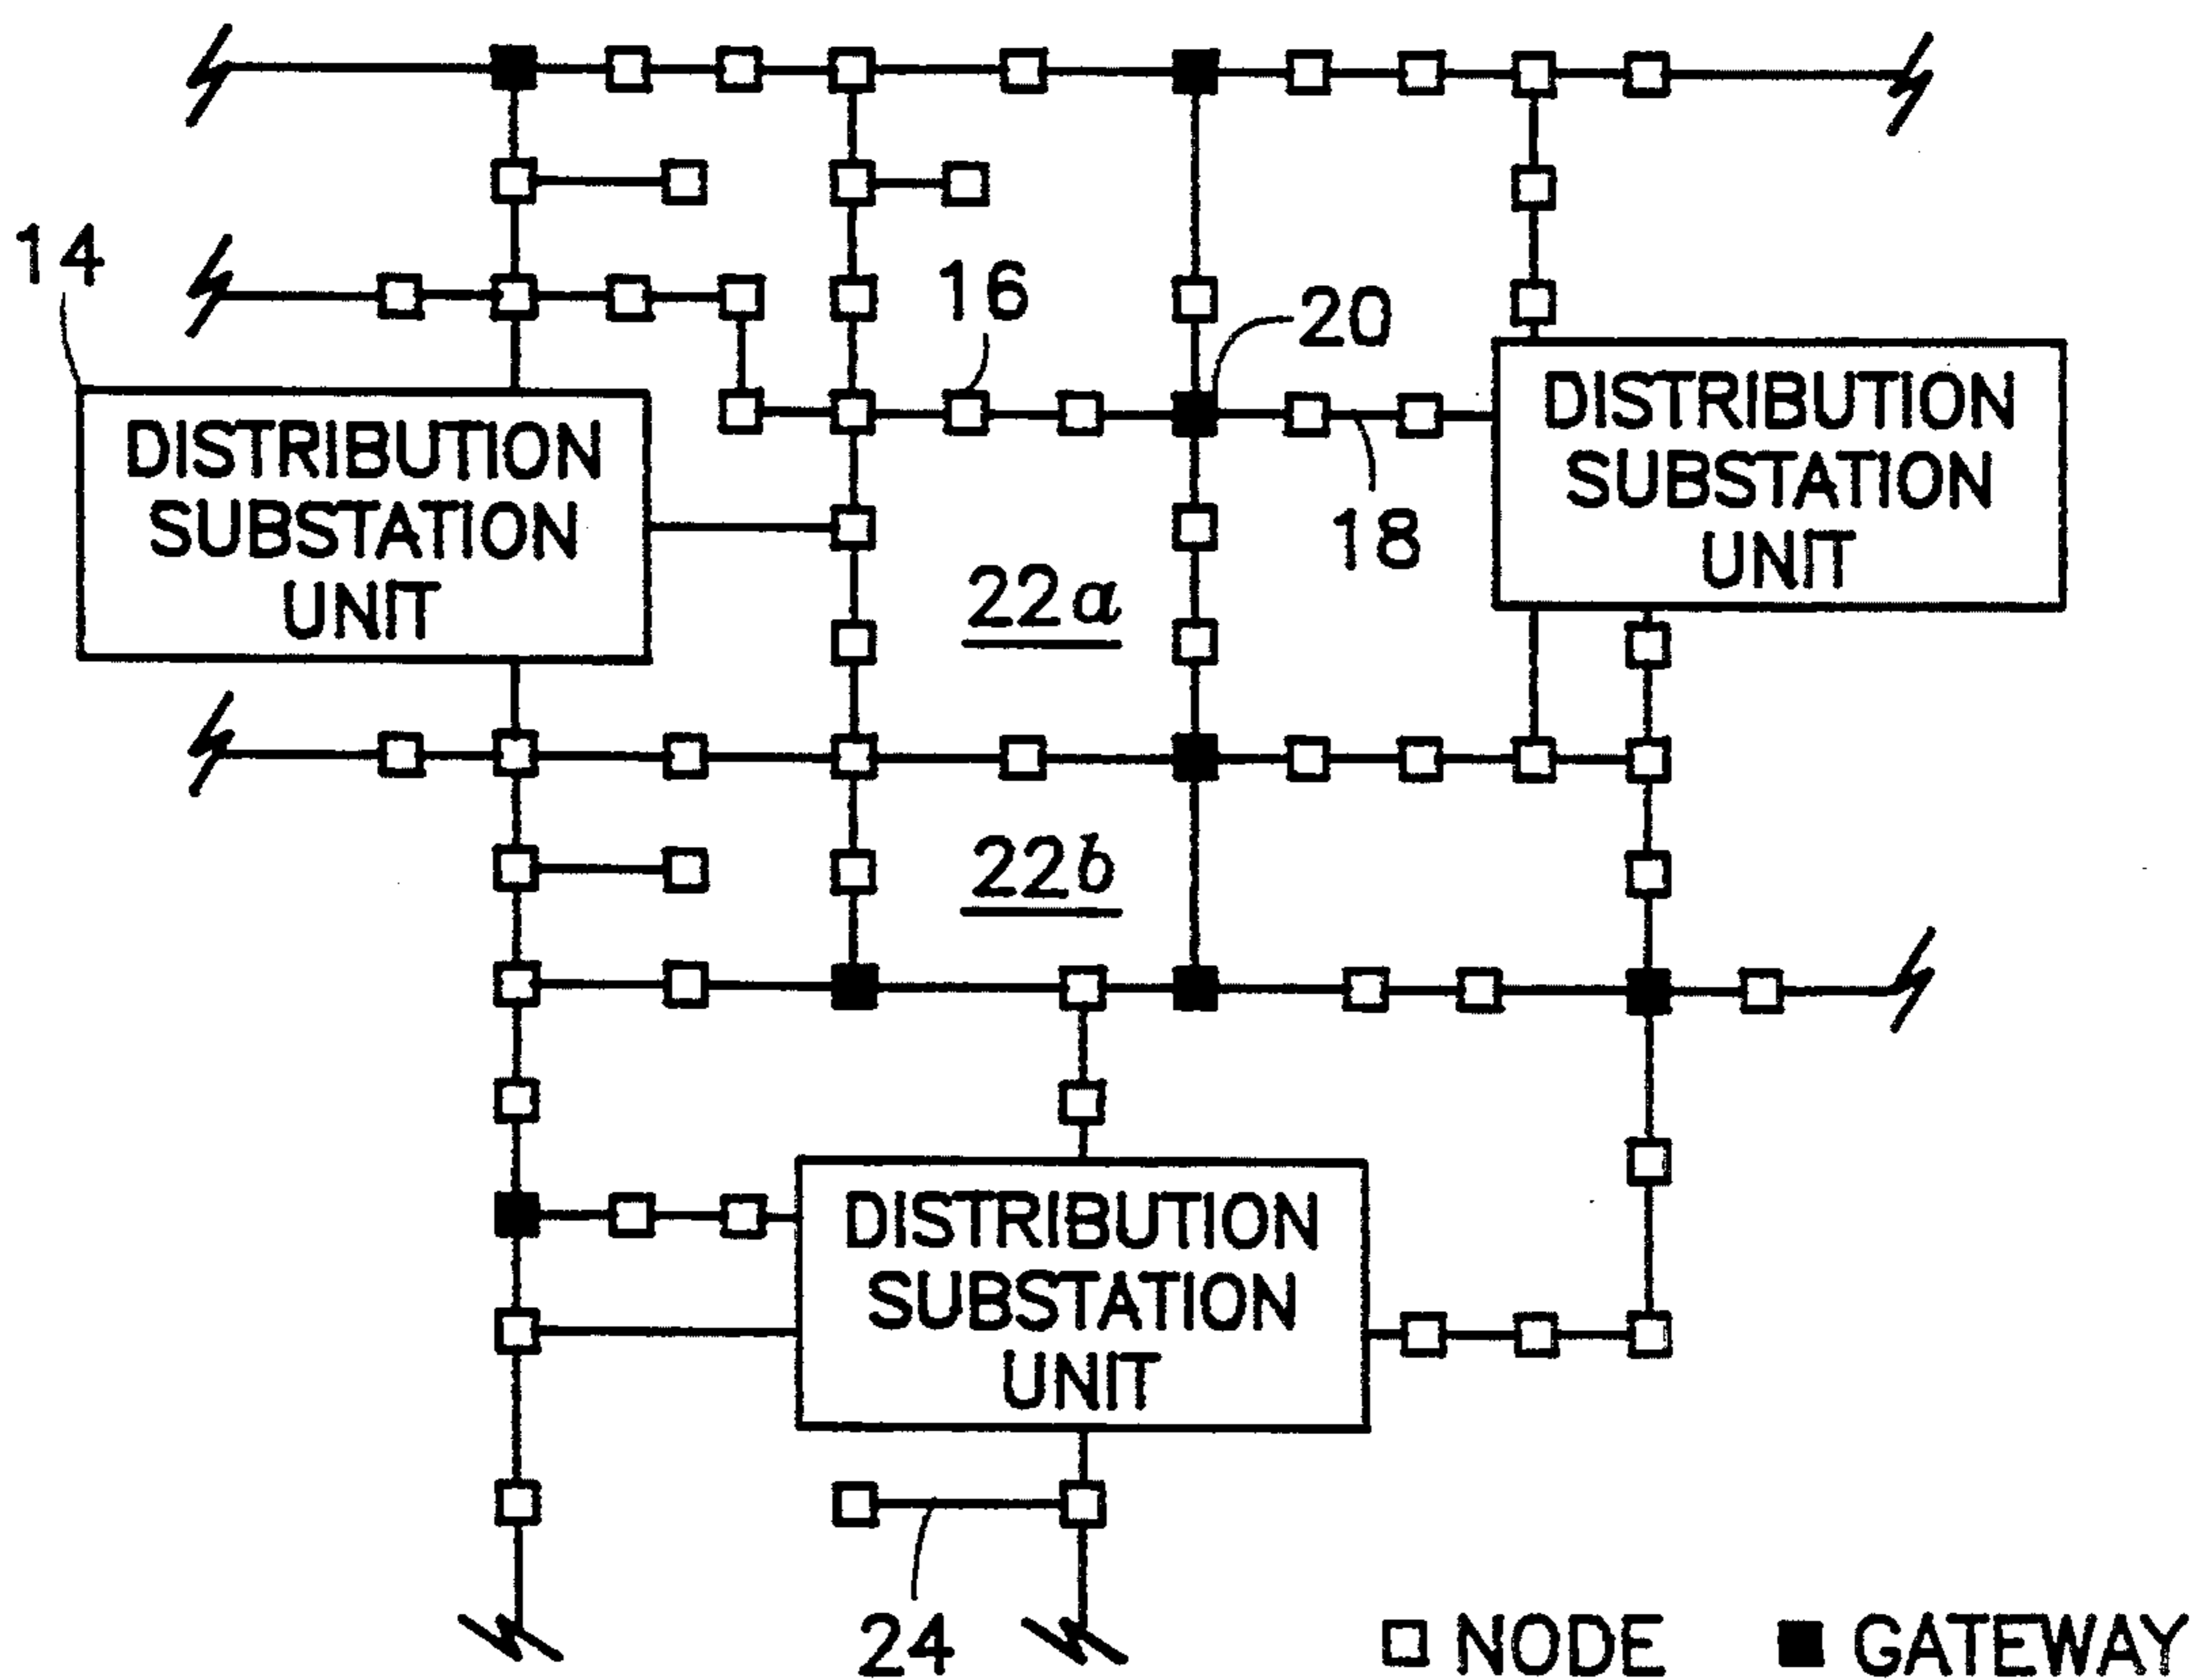 14
16
20
DISTRIBUTION
SUBSTATION
UNIT
DISTRIBUTION
SUBSTATION
UNIT
18
22a
22b
DISTRIBUTION
SUBSTATION
UNIT
24
NODE
GATEWAY